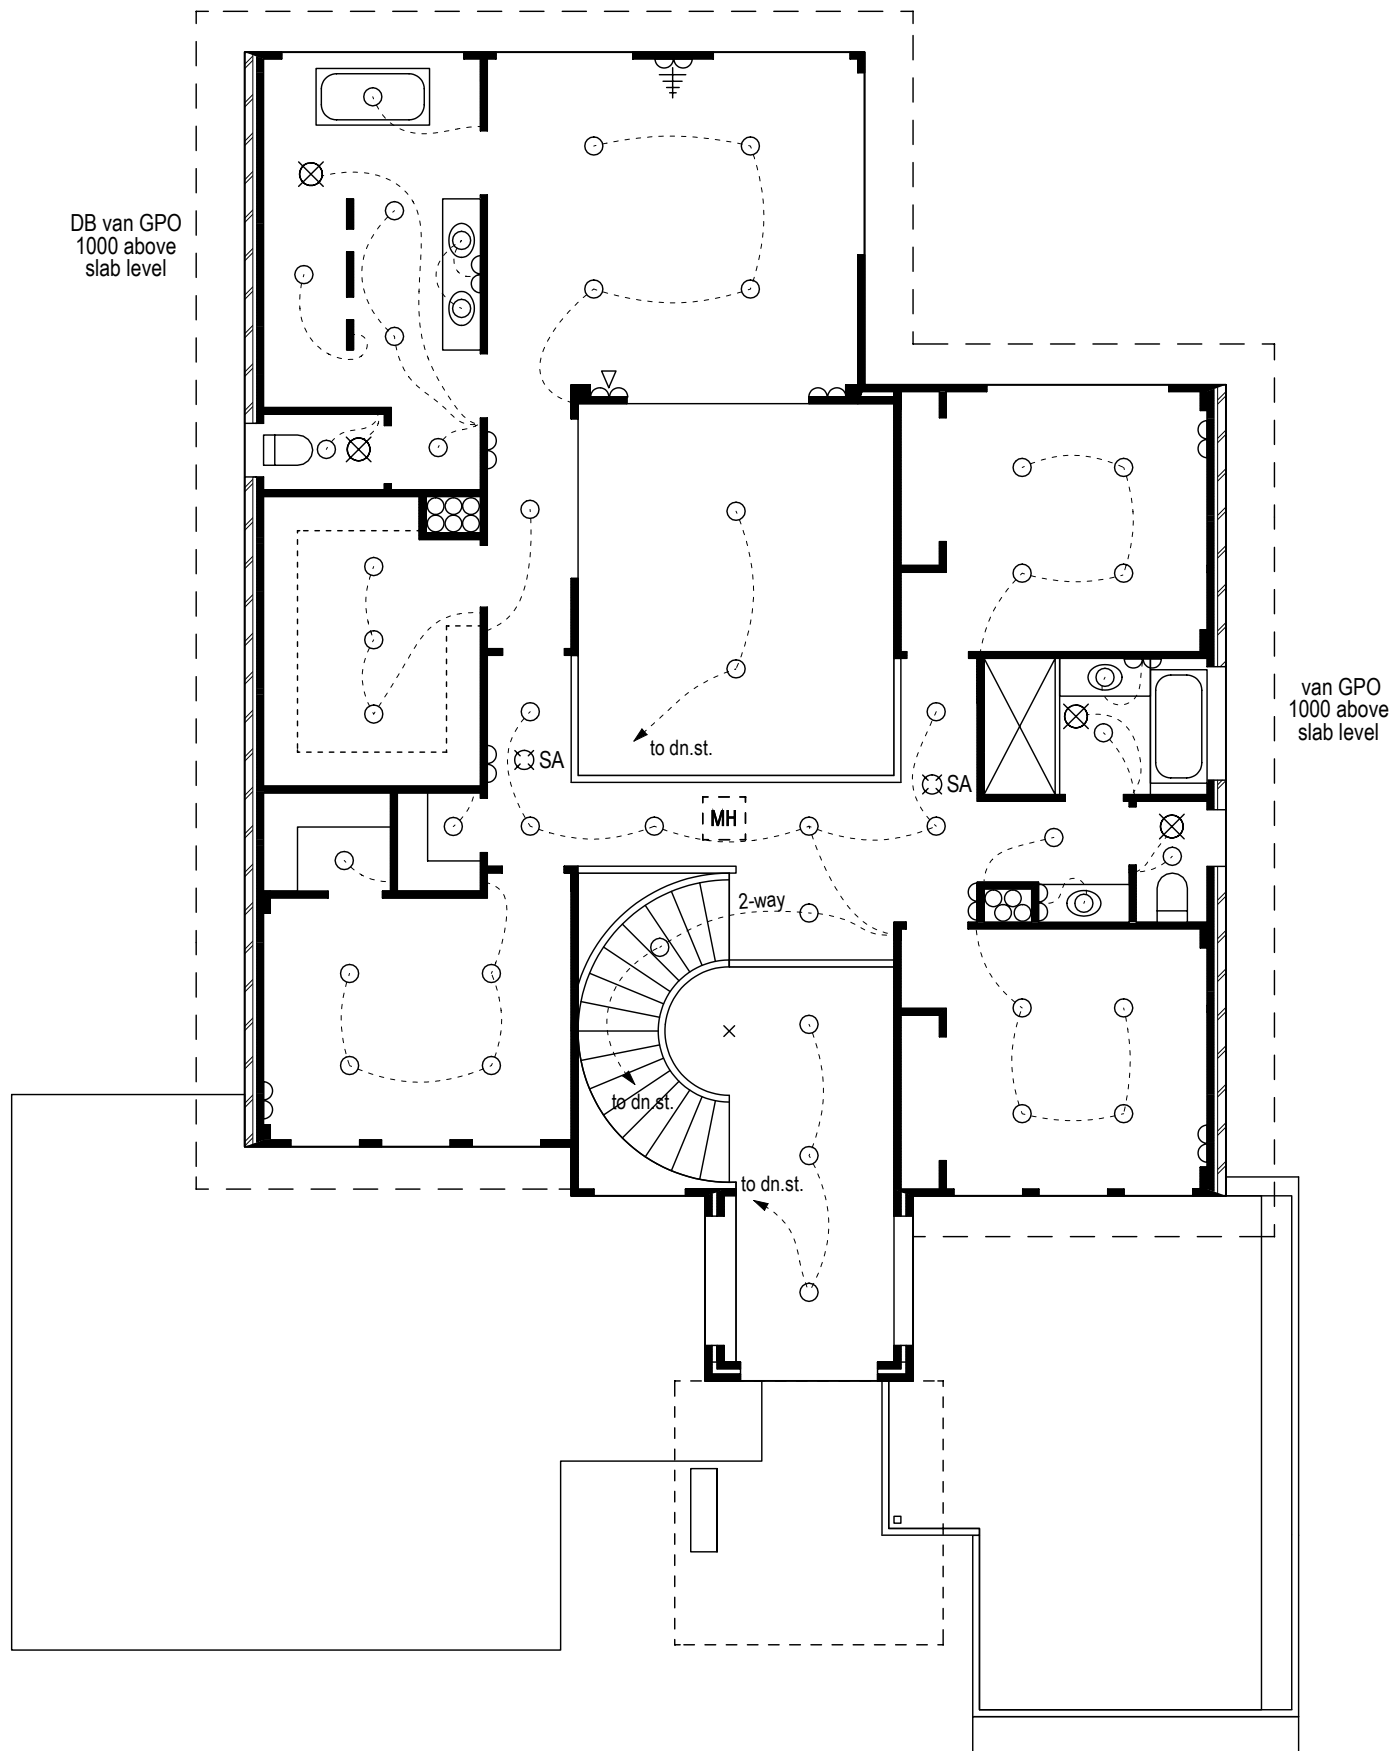 DB van GPO
1000 above
slab level
van GPO
1000 above
slab level
to dn.st.
SA
SA
MH
2-way
to dn.st.
to dn.st.